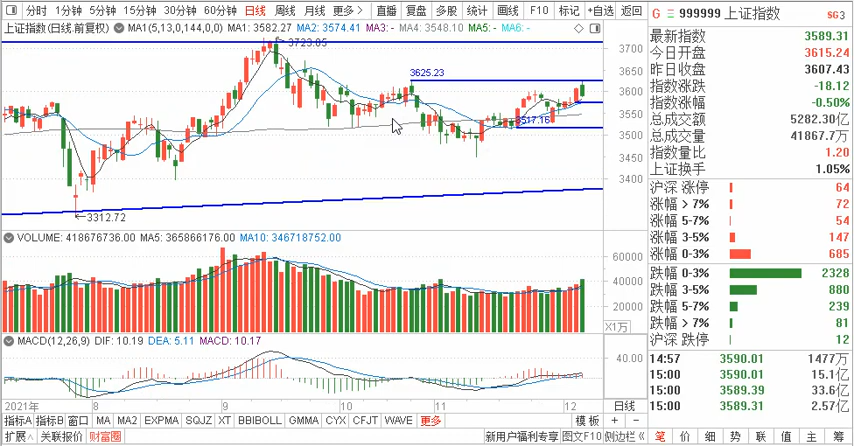 分时 1分钟 5分钟 15分钟 30分钟 60分钟 日线 周线 月线 更多 > 直播 复盘 多股 统计 画线 F10 标记 *自选 返回
G 三 999999 上证指数 SG3
上证指数(日线.前复权) MA1(5,13,0,144,0,0) MA1: 3582.27 MA2: 3574.41 MA3: - MA4: 3548.10 MA5: - MA6: -
3723.85
3625.23
3517.16
3312.72
3700
3650
3600
3550
3500
3450
3400
VOLUME: 418676736.00 MA5: 365866176.00 MA10: 346718752.00
60000
40000
20000
X1万
MACD(12,26,9) DIF: 10.19 DEA: 5.11 MACD: 10.17
40.00
0.00
2021年 8 9 10 11 12 日线
指标A 指标B 窗口 MA MA2 EXPMA SQJZ XT BBIBOLL GMMA CYX CFJT WAVE 更多 模板 + -
扩展∧ 关联报价 财富圈 新用户福利专享 图文F10 侧边栏
最新指数 3589.31
今日开盘 3615.24
昨日收盘 3607.43
指数涨跌 -18.12
指数涨幅 -0.50%
总成交额 5282.30亿
总成交量 41867.7万
指数量比 1.20
上证换手 1.05%
沪深 涨停 64
涨幅 > 7% 72
涨幅 5-7% 54
涨幅 3-5% 147
涨幅 0-3% 685
跌幅 0-3% 2328
跌幅 3-5% 880
跌幅 5-7% 239
跌幅 > 7% 81
沪深 跌停 12
14:57 3590.01 1477万
15:00 3590.01 15.1亿
15:00 3589.39 33.6亿
15:00 3589.31 2.57亿
笔 价 细 势 联 值 主 筹